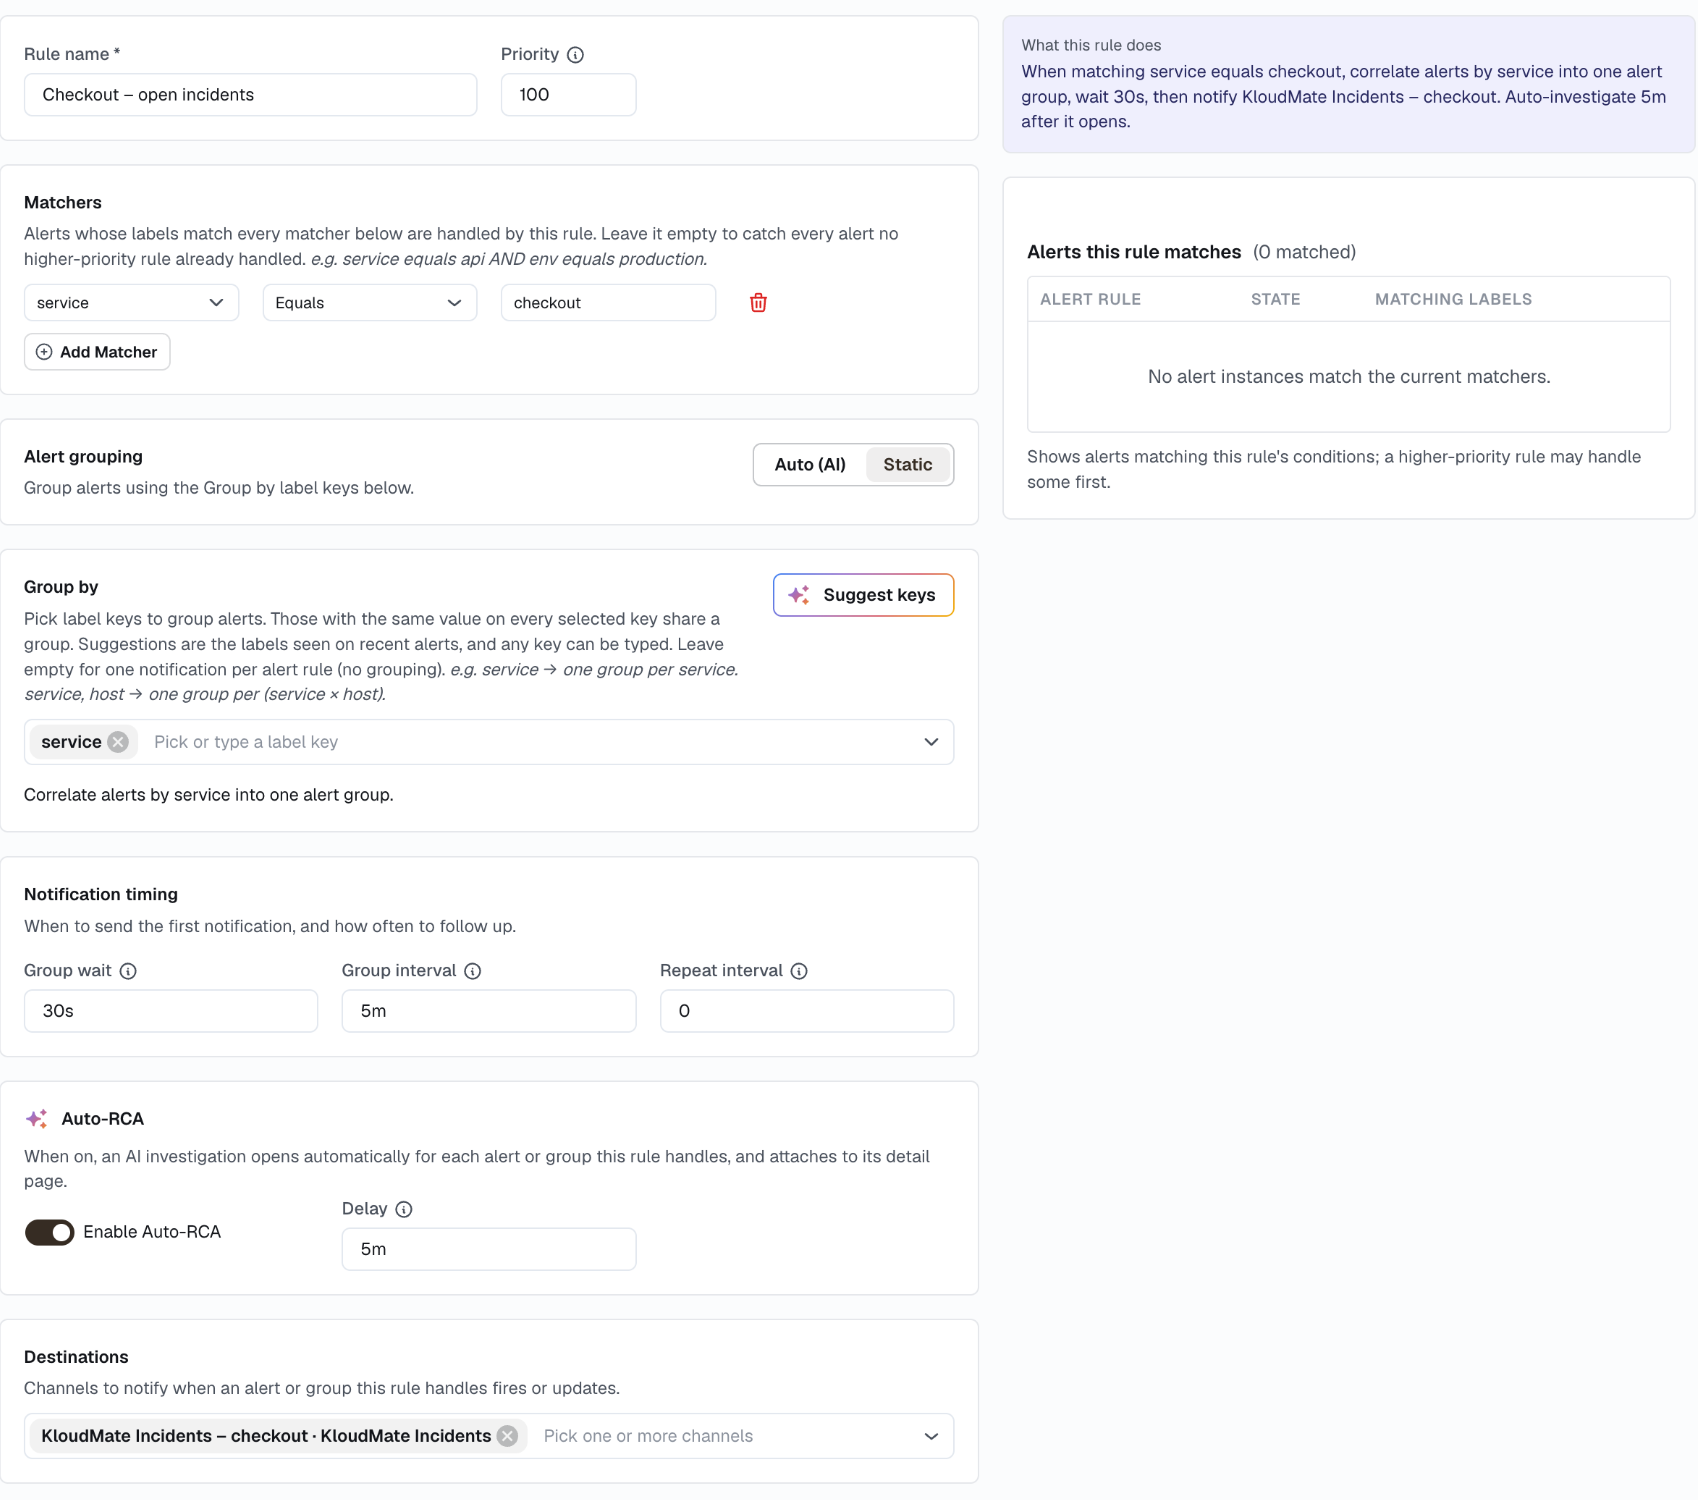 Rule name *
Priority
Checkout – open incidents
100
Matchers
Alerts whose labels match every matcher below are handled by this rule. Leave it empty to catch every alert no
higher-priority rule already handled. e.g. service equals api AND env equals production.
service
Equals
checkout
Add Matcher
Alert grouping
Group alerts using the Group by label keys below.
Auto (AI)
Static
Group by
Suggest keys
Pick label keys to group alerts. Those with the same value on every selected key share a
group. Suggestions are the labels seen on recent alerts, and any key can be typed. Leave
empty for one notification per alert rule (no grouping). e.g. service → one group per service.
service, host → one group per (service × host).
service
Pick or type a label key
Correlate alerts by service into one alert group.
Notification timing
When to send the first notification, and how often to follow up.
Group wait
Group interval
Repeat interval
30s
5m
0
Auto-RCA
When on, an AI investigation opens automatically for each alert or group this rule handles, and attaches to its detail
page.
Delay
Enable Auto-RCA
5m
Destinations
Channels to notify when an alert or group this rule handles fires or updates.
KloudMate Incidents – checkout · KloudMate Incidents
Pick one or more channels
What this rule does
When matching service equals checkout, correlate alerts by service into one alert
group, wait 30s, then notify KloudMate Incidents – checkout. Auto-investigate 5m
after it opens.
Alerts this rule matches (0 matched)
ALERT RULE
STATE
MATCHING LABELS
No alert instances match the current matchers.
Shows alerts matching this rule's conditions; a higher-priority rule may handle
some first.